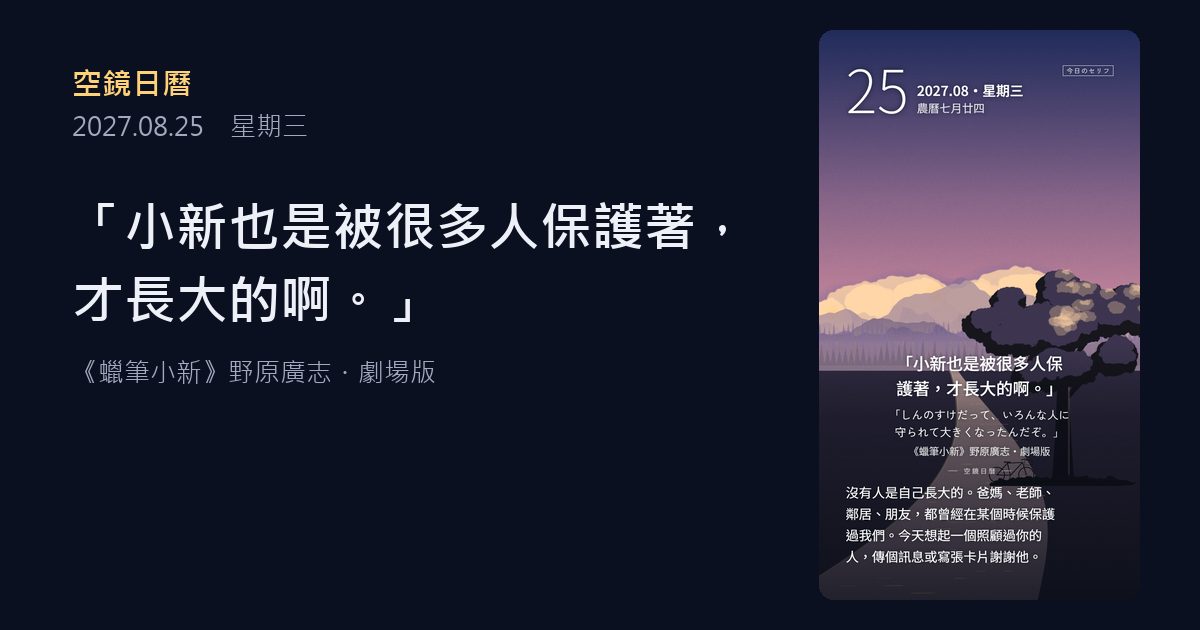 空鏡日曆
2027.08.25 星期三
「小新也是被很多人保護著，
才長大的啊。」
《蠟筆小新》野原廣志・劇場版
今日のセリフ
25
2027.08・星期三
農曆七月廿四
「小新也是被很多人保
護著，才長大的啊。」
「しんのすけだって、いろんな人に
守られて大きくなったんだぞ。」
《蠟筆小新》野原廣志・劇場版
— 空鏡日曆
沒有人是自己長大的。爸媽、老師、
鄰居、朋友，都曾經在某個時候保護
過我們。今天想起一個照顧過你的
人，傳個訊息或寫張卡片謝謝他。